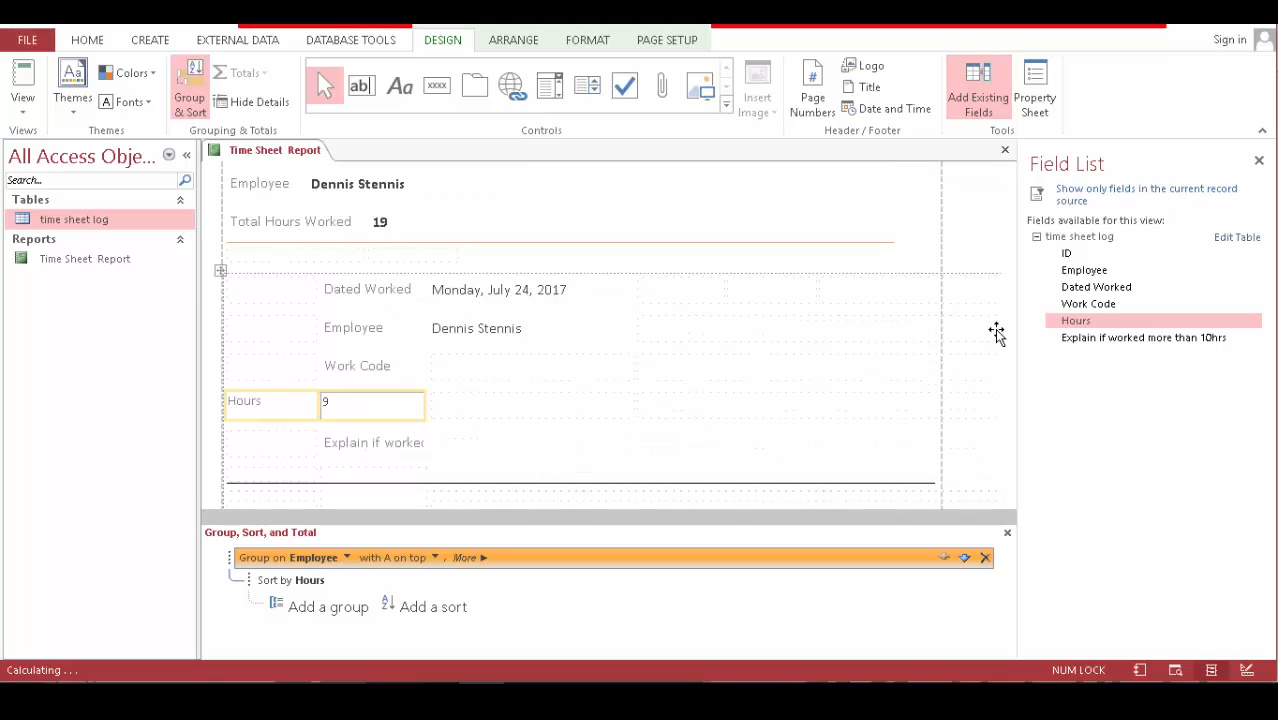 FILE HOME CREATE EXTERNAL DATA DATABASE TOOLS DESIGN ARRANGE FORMAT PAGE SETUP Sign in
View
Views
Themes
Aa
Colors
A Fonts
Themes
Group & Sort
Totals
Hide Details
Grouping & Totals
ab
Aa
xxxx
Controls
Insert Image
Page Numbers
Logo
Title
Date and Time
Header / Footer
Add Existing Fields
Property Sheet
Tools
All Access Obje...
Search...
Tables
time sheet log
Reports
Time Sheet Report
Time Sheet Report
Employee Dennis Stennis
Total Hours Worked 19
Dated Worked Monday, July 24, 2017
Employee Dennis Stennis
Work Code
Hours 9
Explain if worked
Group, Sort, and Total
Group on Employee with A on top , More
Sort by Hours
Add a group Add a sort
Field List
Show only fields in the current record source
Fields available for this view:
time sheet log Edit Table
ID
Employee
Dated Worked
Work Code
Hours
Explain if worked more than 10hrs
Calculating . . . NUM LOCK